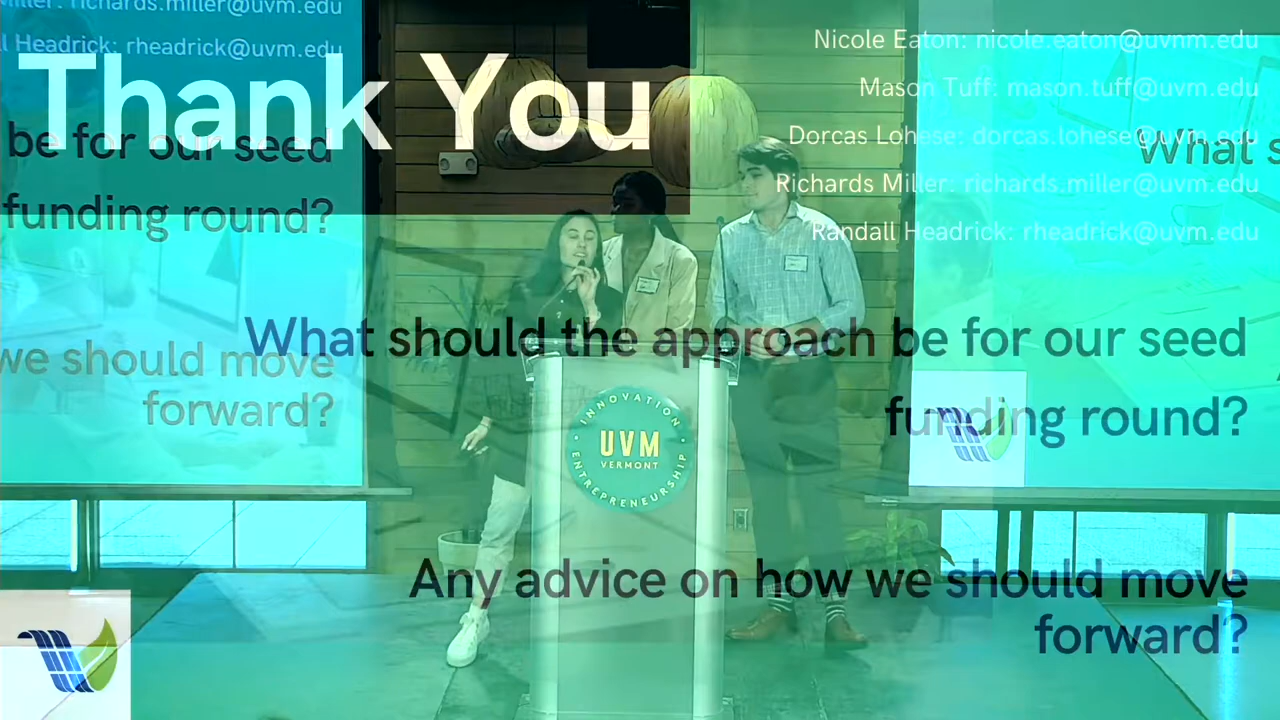 Miller: richards.miller@uvm.edu
Headrick: rheadrick@uvm.edu
Thank You
Nicole Eaton: nicole.eaton@uvnm.edu
Mason Tuff: mason.tuff@uvm.edu
Dorcas Lohese: dorcas.lohese@uvm.edu
Richards Miller: richards.miller@uvm.edu
Randall Headrick: rheadrick@uvm.edu
be for our seed
funding round?
we should move
forward?
What
What should the approach be for our seed
funding round?
INNOVATION
UVM
VERMONT
ENTREPRENEURSHIP
Any advice on how we should move
forward?